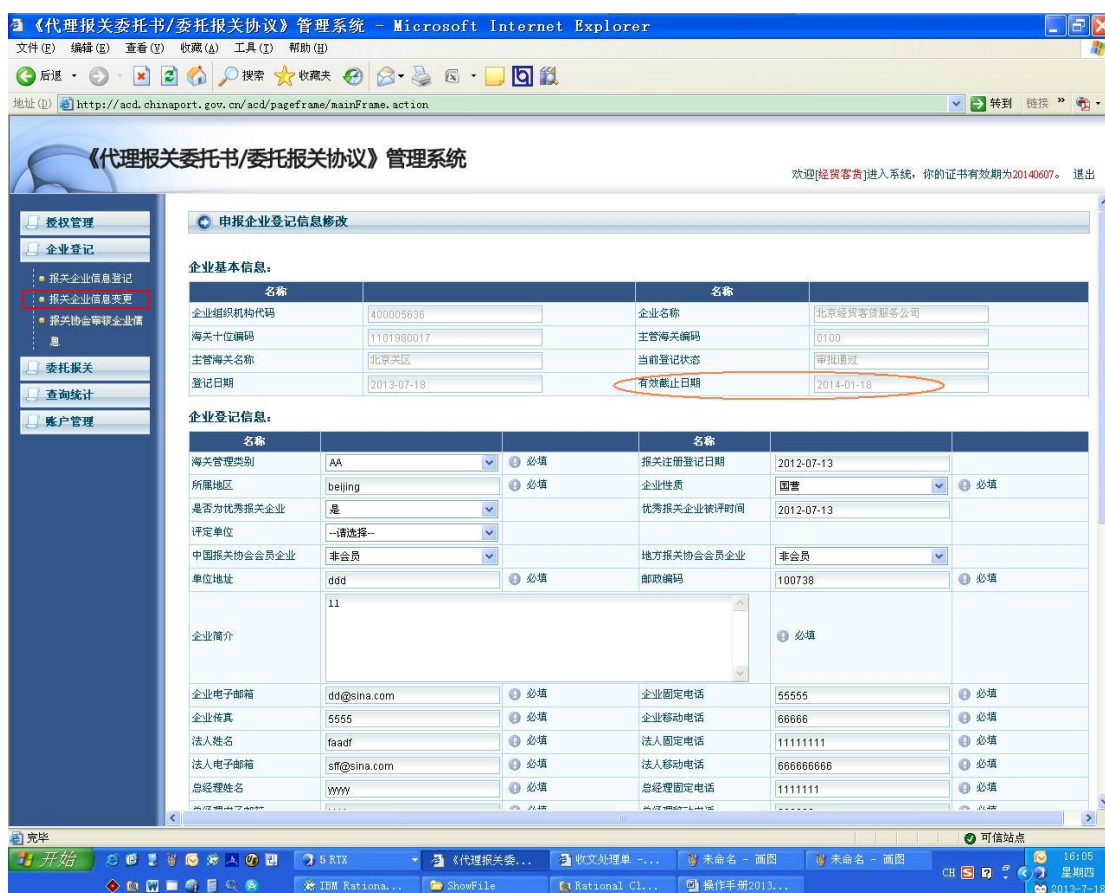 《代理报关委托书/委托报关协议》管理系统 - Microsoft Internet Explorer
文件(F) 编辑(E) 查看(V) 收藏(A) 工具(T) 帮助(H)
后退 搜索 收藏夹
地址(D) http://acd.chinaport.gov.cn/acd/pageframe/mainFrame.action 转到 链接 »
《代理报关委托书/委托报关协议》管理系统
欢迎[经贸客货]进入系统，你的证书有效期为20140607。 退出
授权管理
企业登记
报关企业信息登记
报关企业信息变更
报关协会审核企业信
息
委托报关
查询统计
账户管理
申报企业登记信息修改
企业基本信息：
名称 名称
企业组织机构代码 400005636 企业名称 北京经贸客货服务公司
海关十位编码 1101980017 主管海关编码 0100
主管海关名称 北京关区 当前登记状态 审批通过
登记日期 2013-07-18 有效截止日期 2014-01-18
企业登记信息：
名称 名称
海关管理类别 AA 必填 报关注册登记日期 2012-07-13
所属地区 beijing 必填 企业性质 国营 必填
是否为优秀报关企业 是 优秀报关企业被评时间 2012-07-13
评定单位 --请选择--
中国报关协会会员企业 非会员 地方报关协会会员企业 非会员
单位地址 ddd 必填 邮政编码 100738 必填
企业简介 11 必填
企业电子邮箱 dd@sina.com 必填 企业固定电话 55555 必填
企业传真 5555 必填 企业移动电话 66666 必填
法人姓名 faadf 必填 法人固定电话 11111111 必填
法人电子邮箱 sff@sina.com 必填 法人移动电话 666666666 必填
总经理姓名 yyyy 必填 总经理固定电话 1111111 必填
完毕 可信站点
开始 5 RTX 《代理报关委... 收文处理单 -... 未命名 - 画图 未命名 - 画图 16:05
IBM Rationa... ShowFile Rational Cl... 操作手册2013... CH 星期四
2013-7-18